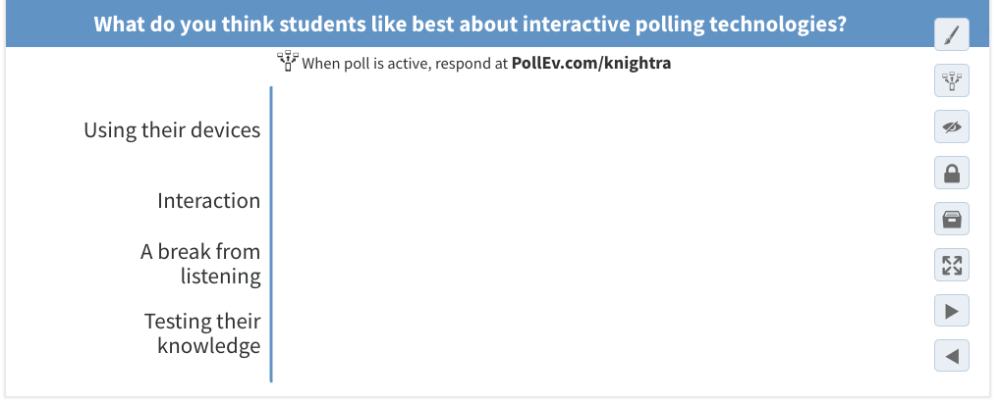 What do you think students like best about interactive polling technologies?
When poll is active, respond at PollEv.com/knightra
Using their devices
Interaction
A break from
listening
Testing their
knowledge